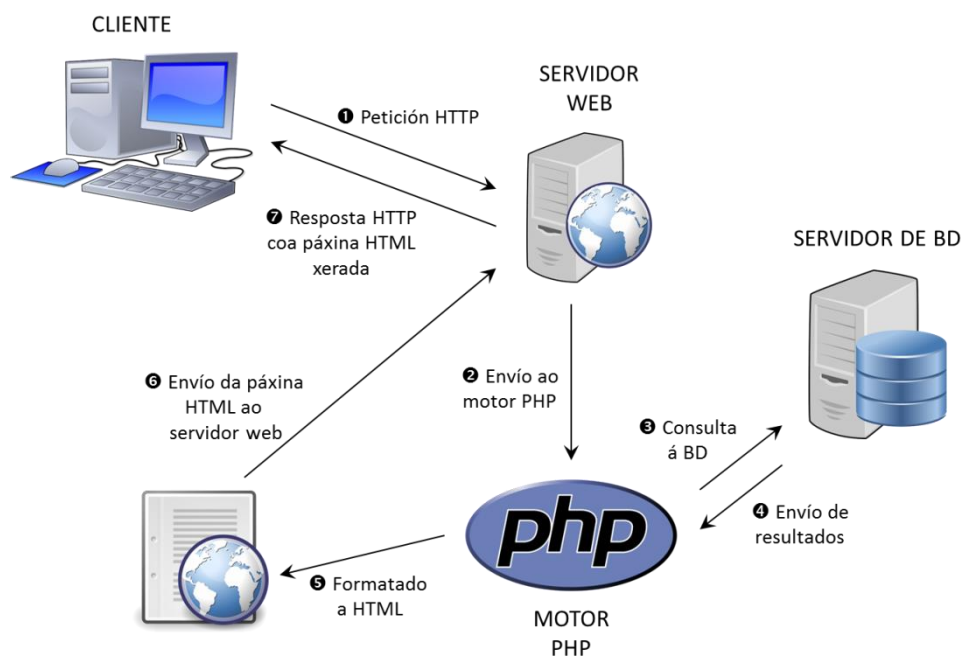 CLIENTE
SERVIDOR
WEB
❶ Petición HTTP
❼ Resposta HTTP
coa páxina HTML
xerada
SERVIDOR DE BD
❻ Envío da páxina
HTML ao
servidor web
❷ Envío ao
motor PHP
❸ Consulta
á BD
❹ Envío de
resultados
php
❺ Formatado
a HTML
MOTOR
PHP